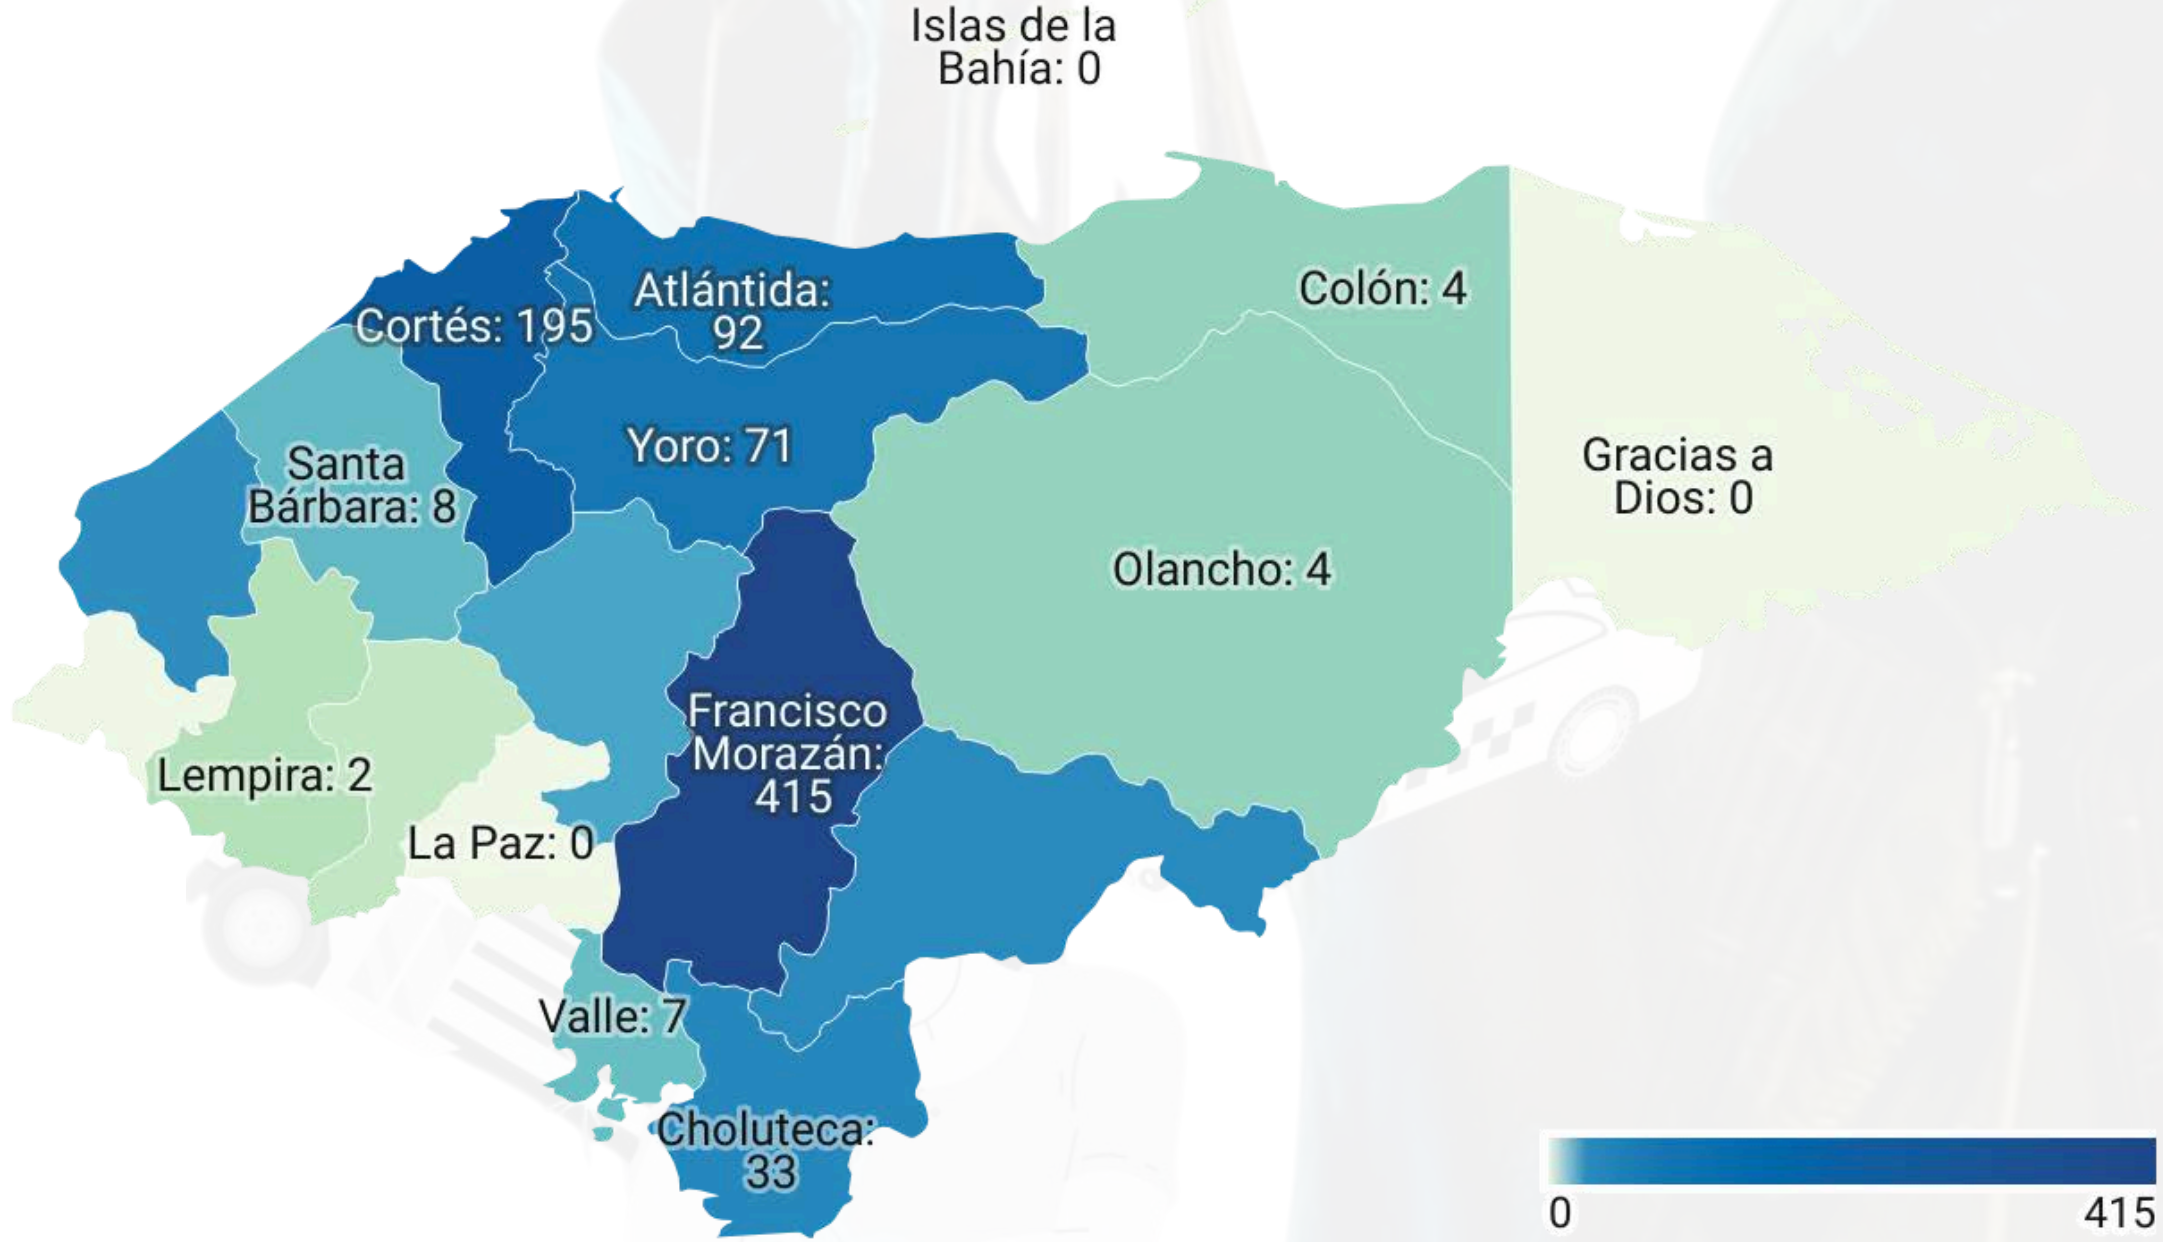 Islas de la
Bahía: 0
Atlántida:
92
Colón: 4
Cortés: 195
Yoro: 71
Santa
Bárbara: 8
Gracias a
Dios: 0
Olancho: 4
Francisco
Morazán:
415
Lempira: 2
La Paz: 0
Valle: 7
Choluteca:
33
0
415